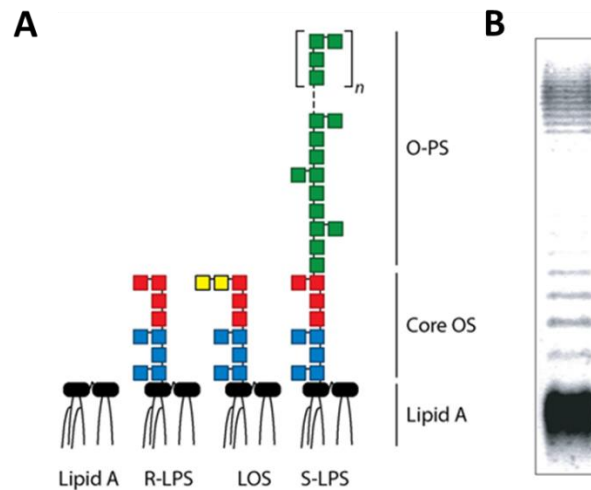 A
B
n
O-PS
Core OS
Lipid A
Lipid A R-LPS LOS S-LPS